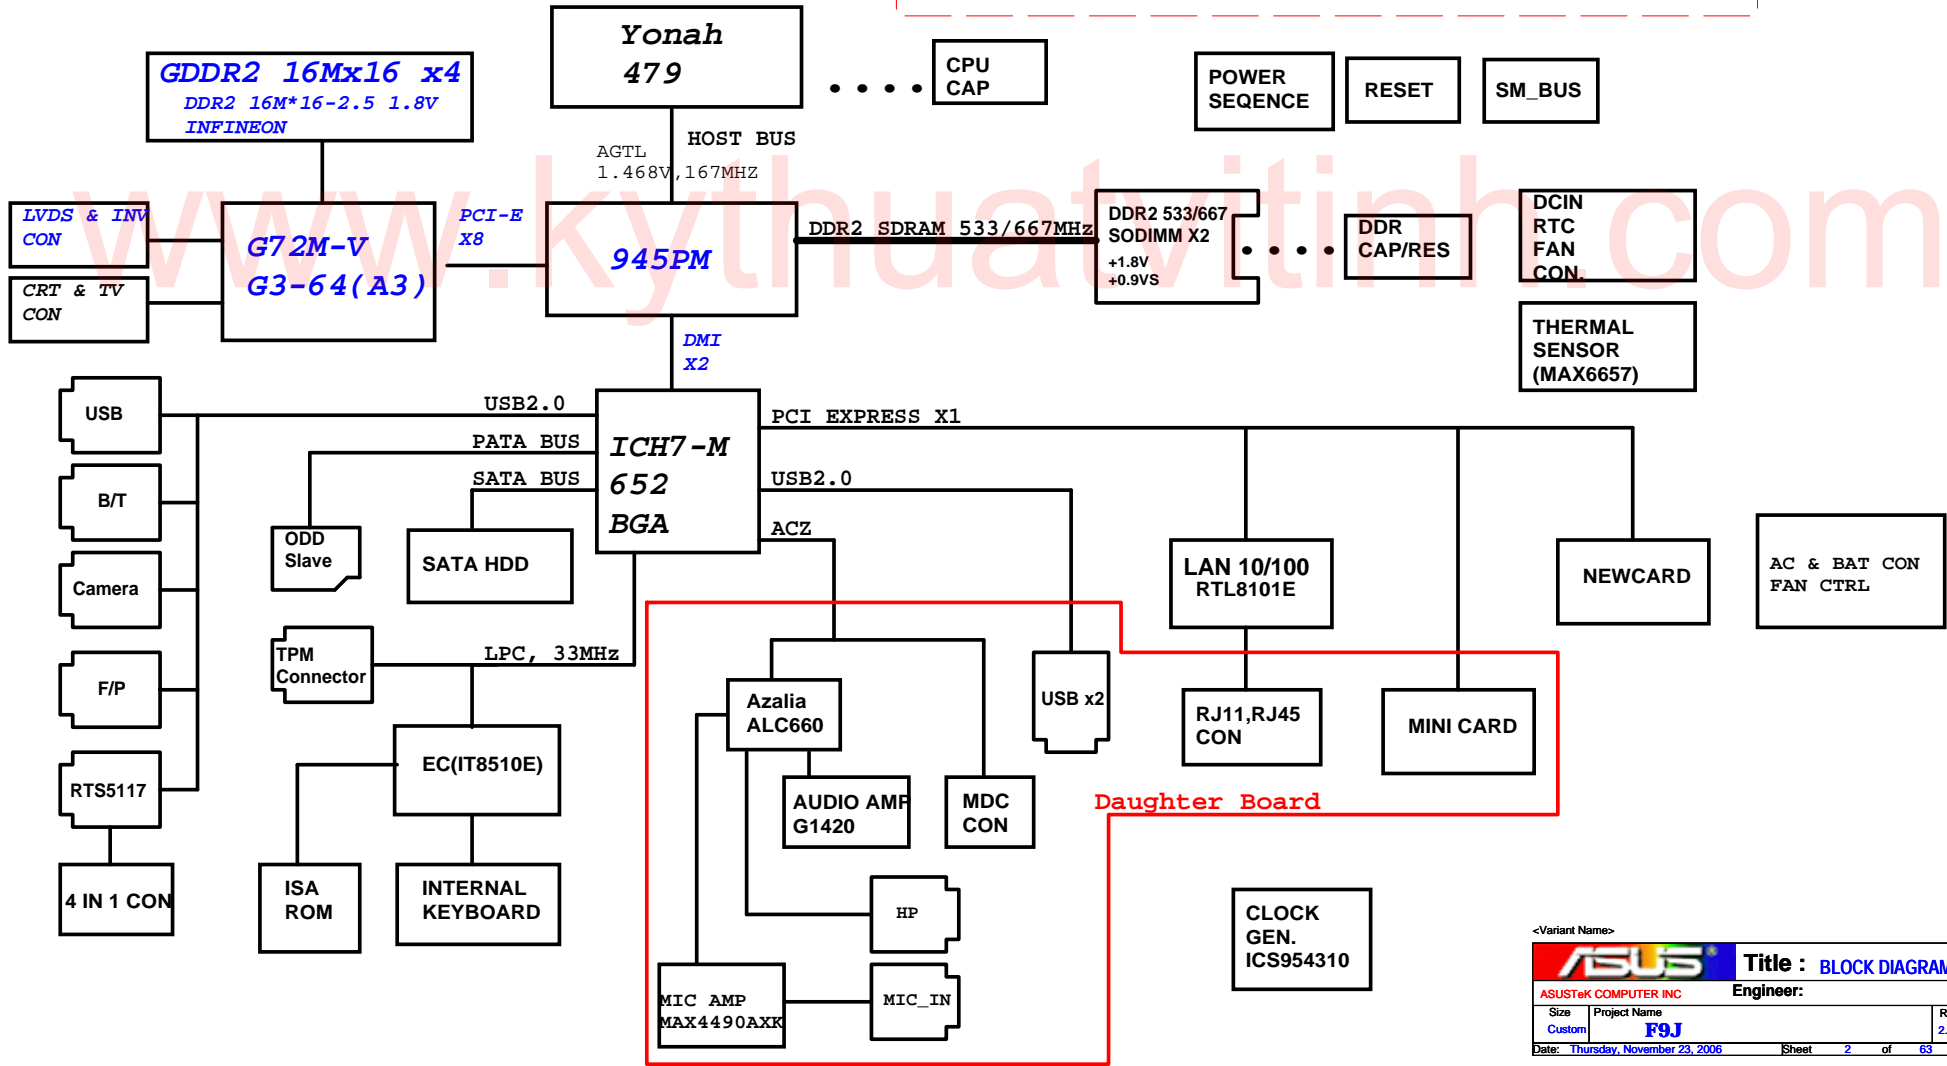 Yonah
479
GDDR2 16Mx16 x4
DDR2 16M*16-2.5 1.8V
INFINEON
CPU
CAP
POWER
SEQENCE
RESET
SM_BUS
HOST BUS
AGTL
1.468V,167MHZ
www.kythuatvitinh.com
LVDS & INV
CON
CRT & TV
CON
G72M-V
G3-64(A3)
PCI-E
X8
945PM
DDR2 SDRAM 533/667MHz
DDR2 533/667
SODIMM X2
+1.8V
+0.9VS
DDR
CAP/RES
DCIN
RTC
FAN
CON.
THERMAL
SENSOR
(MAX6657)
DMI
X2
USB
B/T
Camera
F/P
RTS5117
4 IN 1 CON
USB2.0
PATA BUS
SATA BUS
ICH7-M
652
BGA
PCI EXPRESS X1
USB2.0
ACZ
ODD
Slave
SATA HDD
TPM
Connector
LPC, 33MHz
EC(IT8510E)
ISA
ROM
INTERNAL
KEYBOARD
LAN 10/100
RTL8101E
NEWCARD
AC & BAT CON
FAN CTRL
Azalia
ALC660
USB x2
RJ11,RJ45
CON
MINI CARD
AUDIO AMP
G1420
MDC
CON
Daughter Board
HP
MIC AMP
MAX4490AXK
MIC_IN
CLOCK
GEN.
ICS954310
<Variant Name>
ASUS®
Title : BLOCK DIAGRAM
ASUSTeK COMPUTER INC
Engineer:
Size
Project Name
R
Custom
F9J
2.
Date: Thursday, November 23, 2006
Sheet 2 of 63